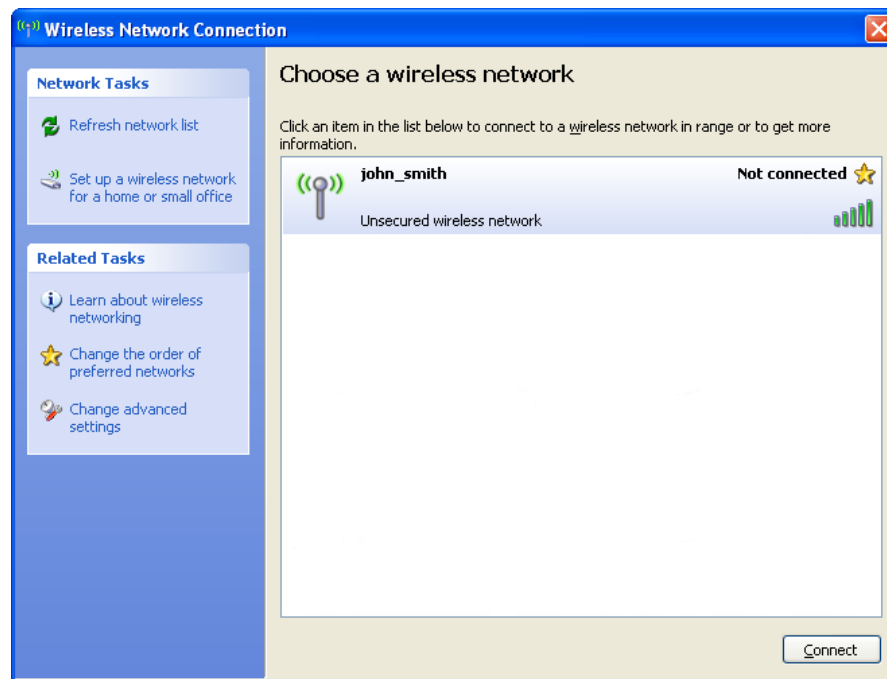 Wireless Network Connection
Network Tasks
Refresh network list
Set up a wireless network
for a home or small office
Related Tasks
Learn about wireless
networking
Change the order of
preferred networks
Change advanced
settings
Choose a wireless network
Click an item in the list below to connect to a wireless network in range or to get more
information.
john_smith
Not connected
Unsecured wireless network
Connect